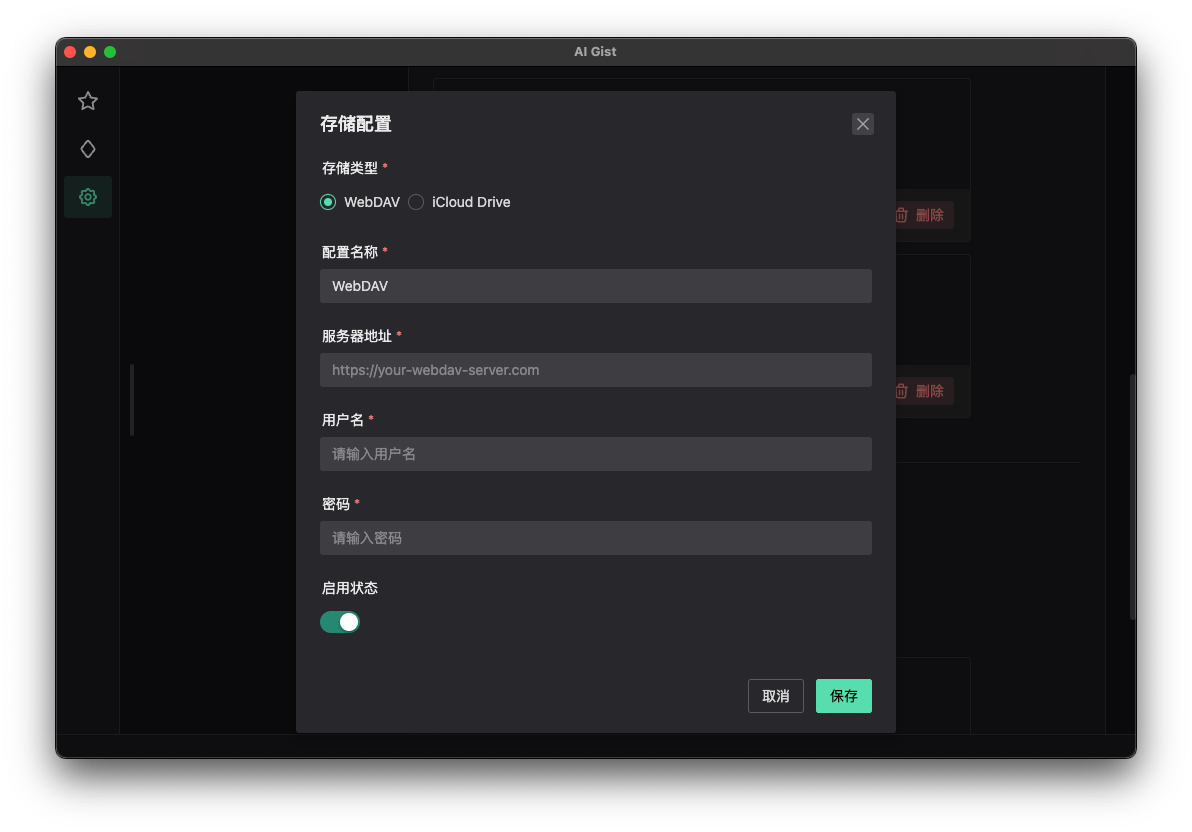 AI Gist
存储配置
存储类型 *
WebDAV iCloud Drive
删除
配置名称 *
WebDAV
服务器地址 *
https://your-webdav-server.com
删除
用户名 *
请输入用户名
密码 *
请输入密码
启用状态
取消 保存